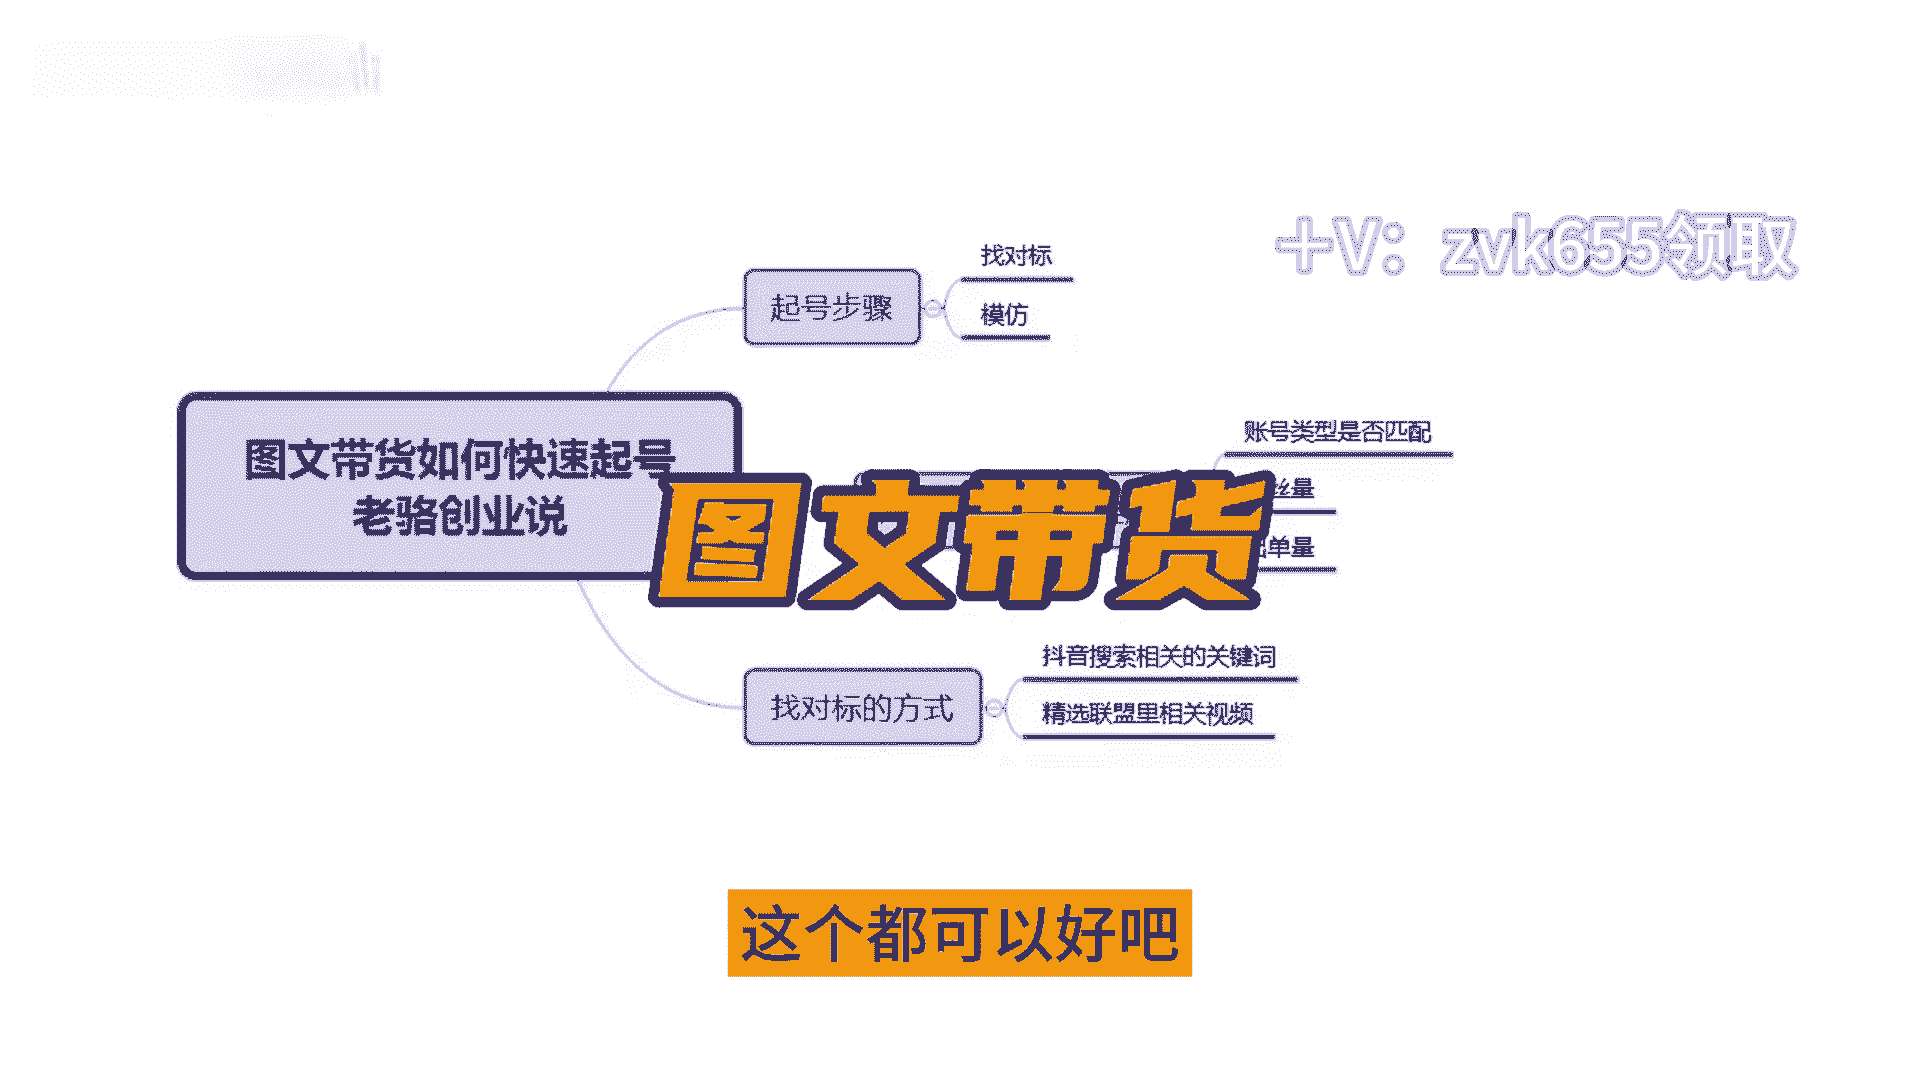 +V：zvk655领取
找对标
起号步骤
模仿
账号类型是否匹配
图文带货如何快速起号
老骆创业说
丝量
单量
图文带货
抖音搜索相关的关键词
找对标的方式
精选联盟里相关视频
这个都可以好吧